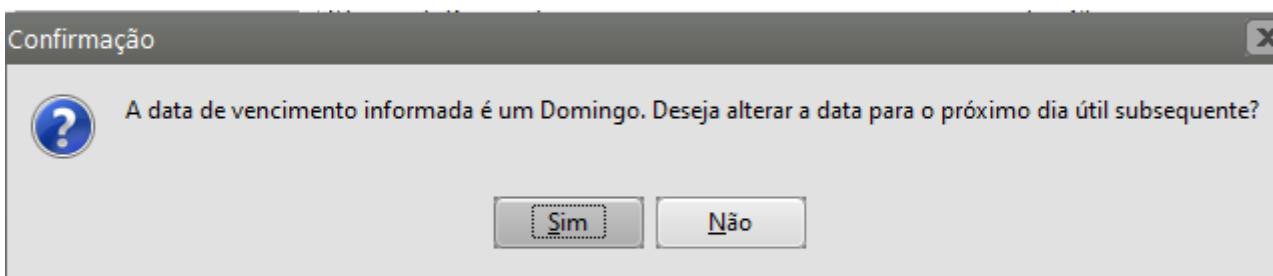 Confirmação
A data de vencimento informada é um Domingo. Deseja alterar a data para o próximo dia útil subsequente?
Sim
Não